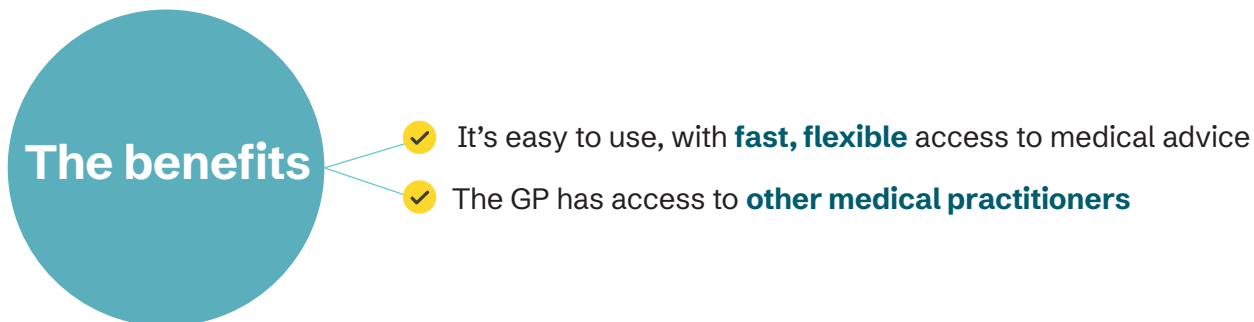 The benefits
It’s easy to use, with fast, flexible access to medical advice
The GP has access to other medical practitioners